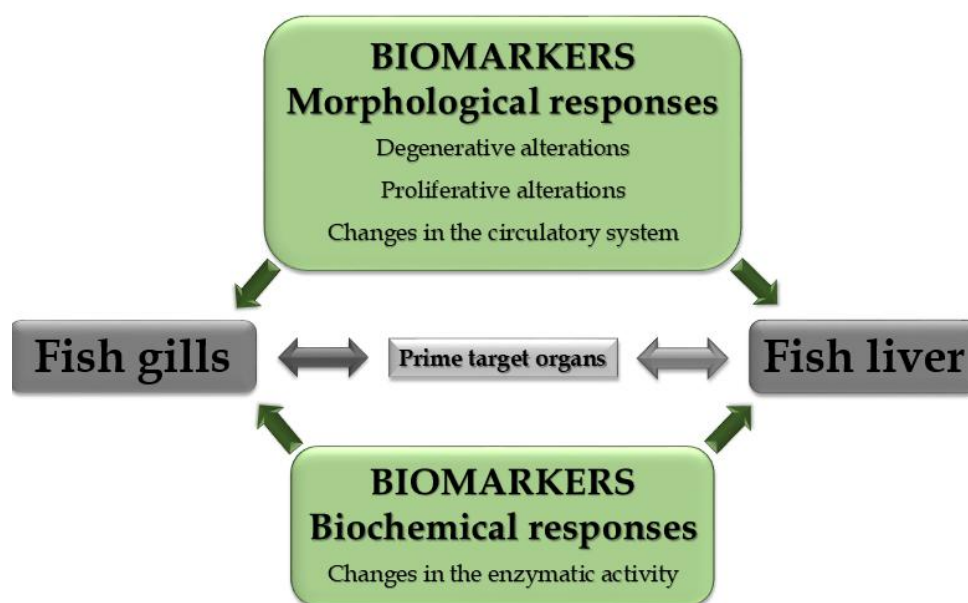 BIOMARKERS
Morphological responses
Degenerative alterations
Proliferative alterations
Changes in the circulatory system
Fish gills
Prime target organs
Fish liver
BIOMARKERS
Biochemical responses
Changes in the enzymatic activity